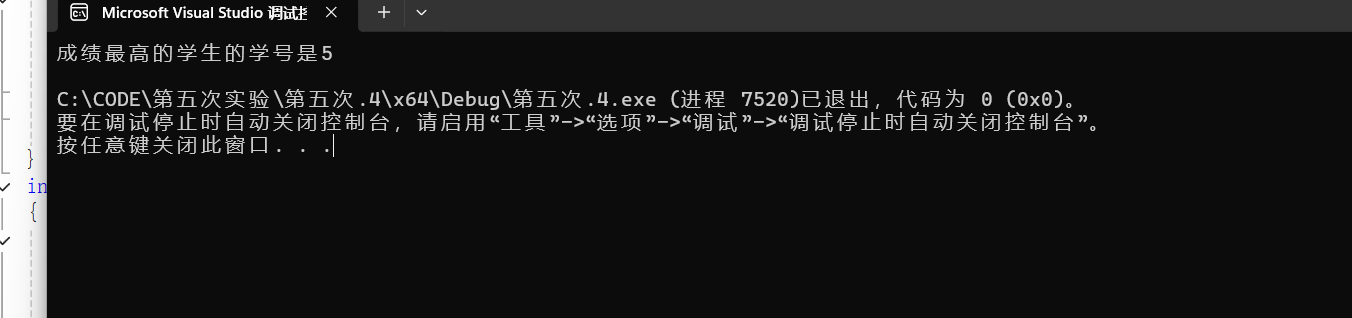 Microsoft Visual Studio 调试
成绩最高的学生的学号是5
C:\CODE\第五次实验\第五次.4\x64\Debug\第五次.4.exe (进程 7520)已退出，代码为 0 (0x0)。
要在调试停止时自动关闭控制台，请启用“工具”->“选项”->“调试”->“调试停止时自动关闭控制台”。
按任意键关闭此窗口. . .
}
in
{